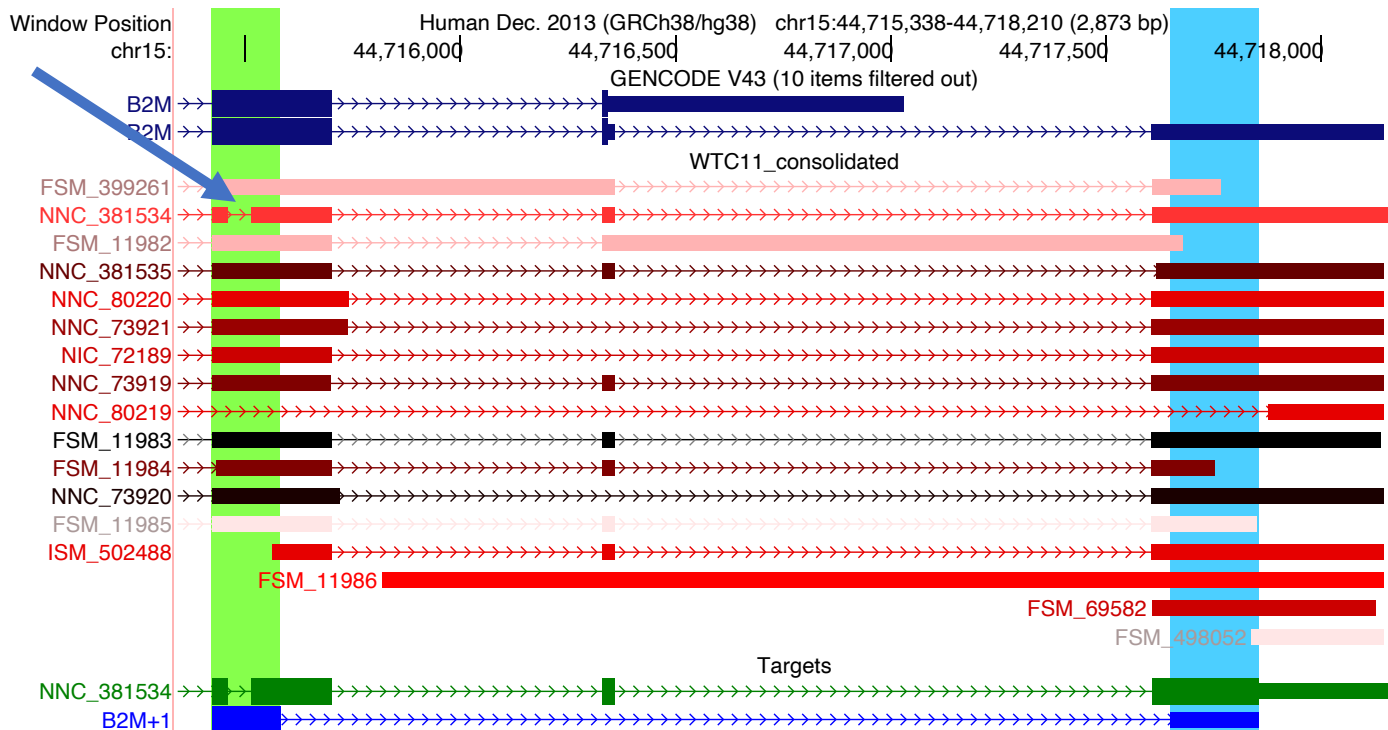 Window Position Human Dec. 2013 (GRCh38/hg38) chr15:44,715,338-44,718,210 (2,873 bp)
chr15: 44,716,000 44,716,500 44,717,000 44,717,500 44,718,000
GENCODE V43 (10 items filtered out)
B2M
B2M
WTC11_consolidated
FSM_399261
NNC_381534
FSM_11982
NNC_381535
NNC_80220
NNC_73921
NIC_72189
NNC_73919
NNC_80219
FSM_11983
FSM_11984
NNC_73920
FSM_11985
ISM_502488
FSM_11986
FSM_69582
FSM_498052
Targets
NNC_381534
B2M+1